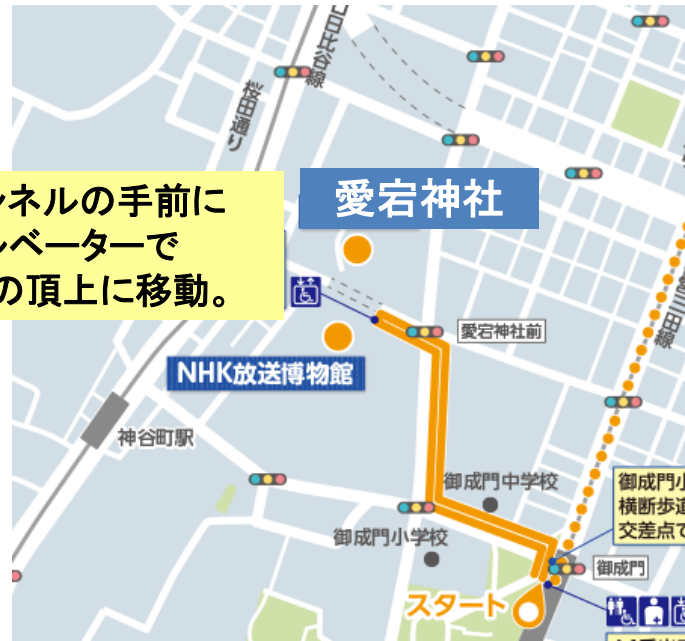 日比谷線
桜田通り
ンネルの手前に
レベーターで
の頂上に移動。
愛宕神社
三田線
愛宕神社前
NHK放送博物館
神谷町駅
御成門中学校
御成門小
横断歩道
交差点で
御成門小学校
御成門
スタート